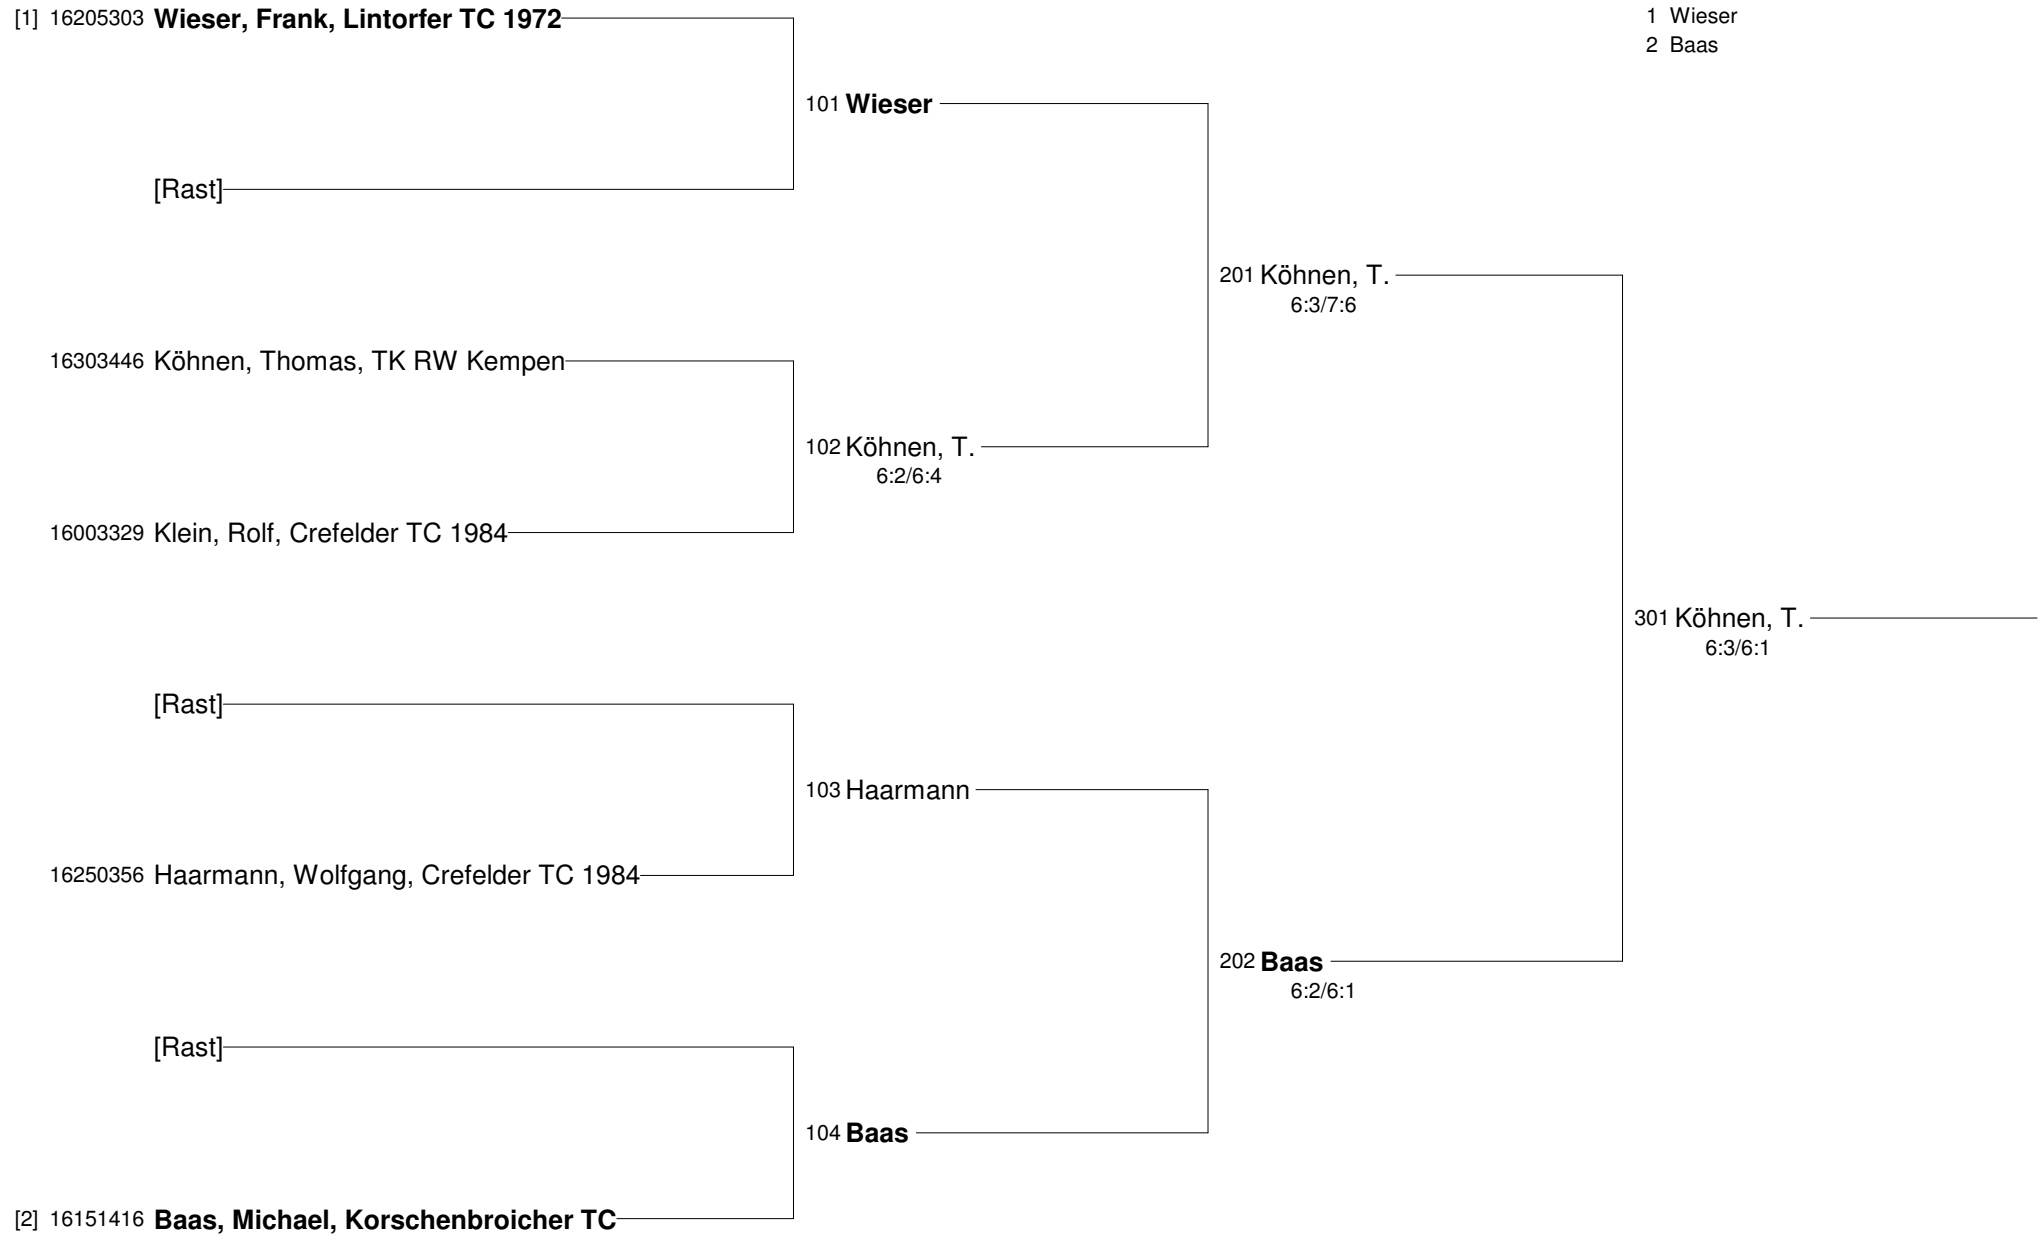 [1] 16205303 Wieser, Frank, Lintorfer TC 1972
1 Wieser
2 Baas
101 Wieser
[Rast]
201 Köhnen, T.
6:3/7:6
16303446 Köhnen, Thomas, TK RW Kempen
102 Köhnen, T.
6:2/6:4
16003329 Klein, Rolf, Crefelder TC 1984
301 Köhnen, T.
6:3/6:1
[Rast]
103 Haarmann
16250356 Haarmann, Wolfgang, Crefelder TC 1984
202 Baas
6:2/6:1
[Rast]
104 Baas
[2] 16151416 Baas, Michael, Korschenbroicher TC